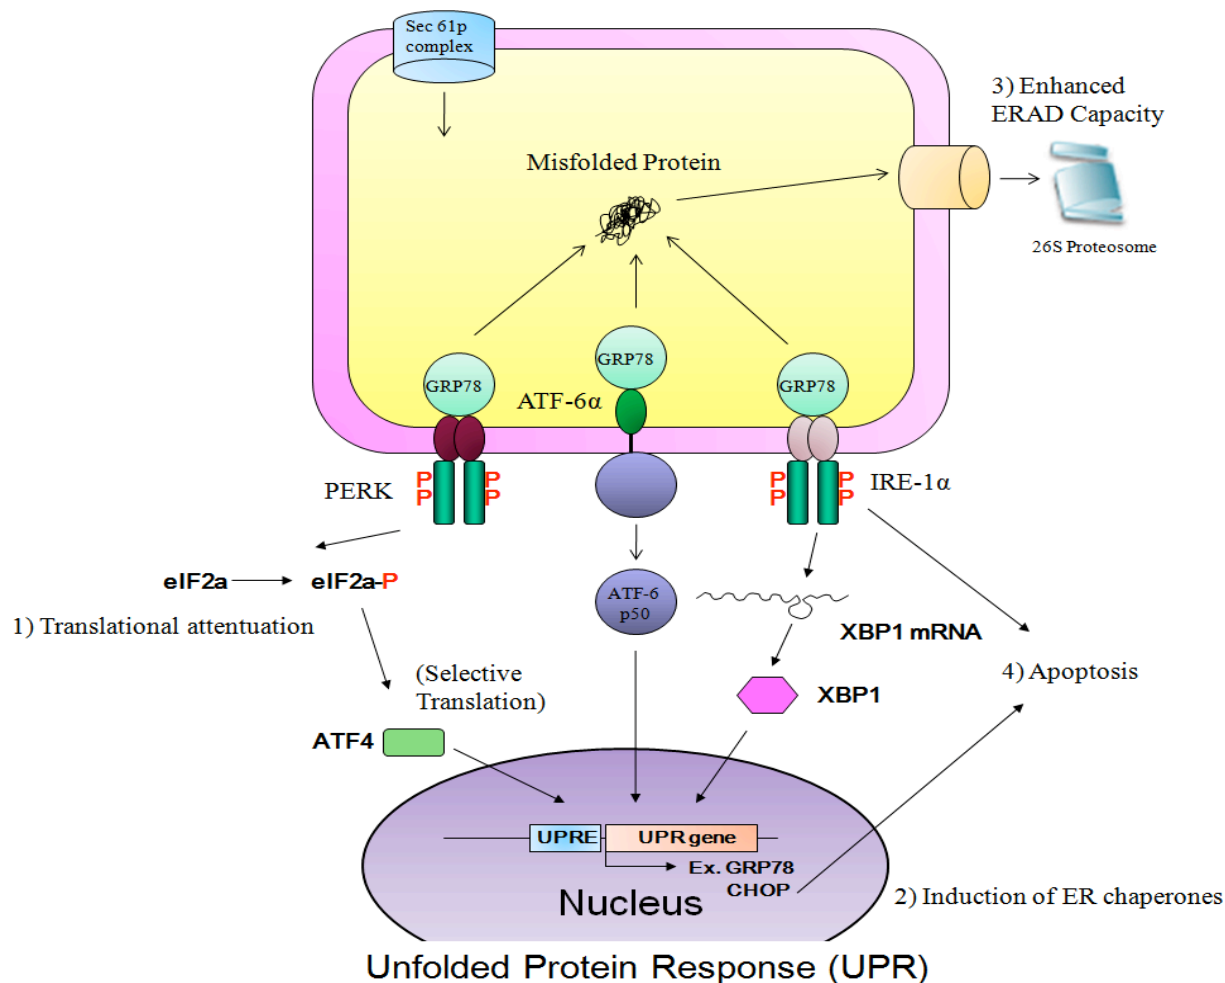 Sec 61p
complex
3) Enhanced
ERAD Capacity
Misfolded Protein
26S Proteosome
GRP78
GRP78
GRP78
ATF-6α
PERK
P
P
P
P
P
P
P
P
IRE-1α
eIF2a
eIF2a-P
ATF-6
p50
1) Translational attentuation
XBP1 mRNA
(Selective
Translation)
4) Apoptosis
XBP1
ATF4
UPRE
UPR gene
Ex. GRP78
CHOP
Nucleus
2) Induction of ER chaperones
Unfolded Protein Response (UPR)